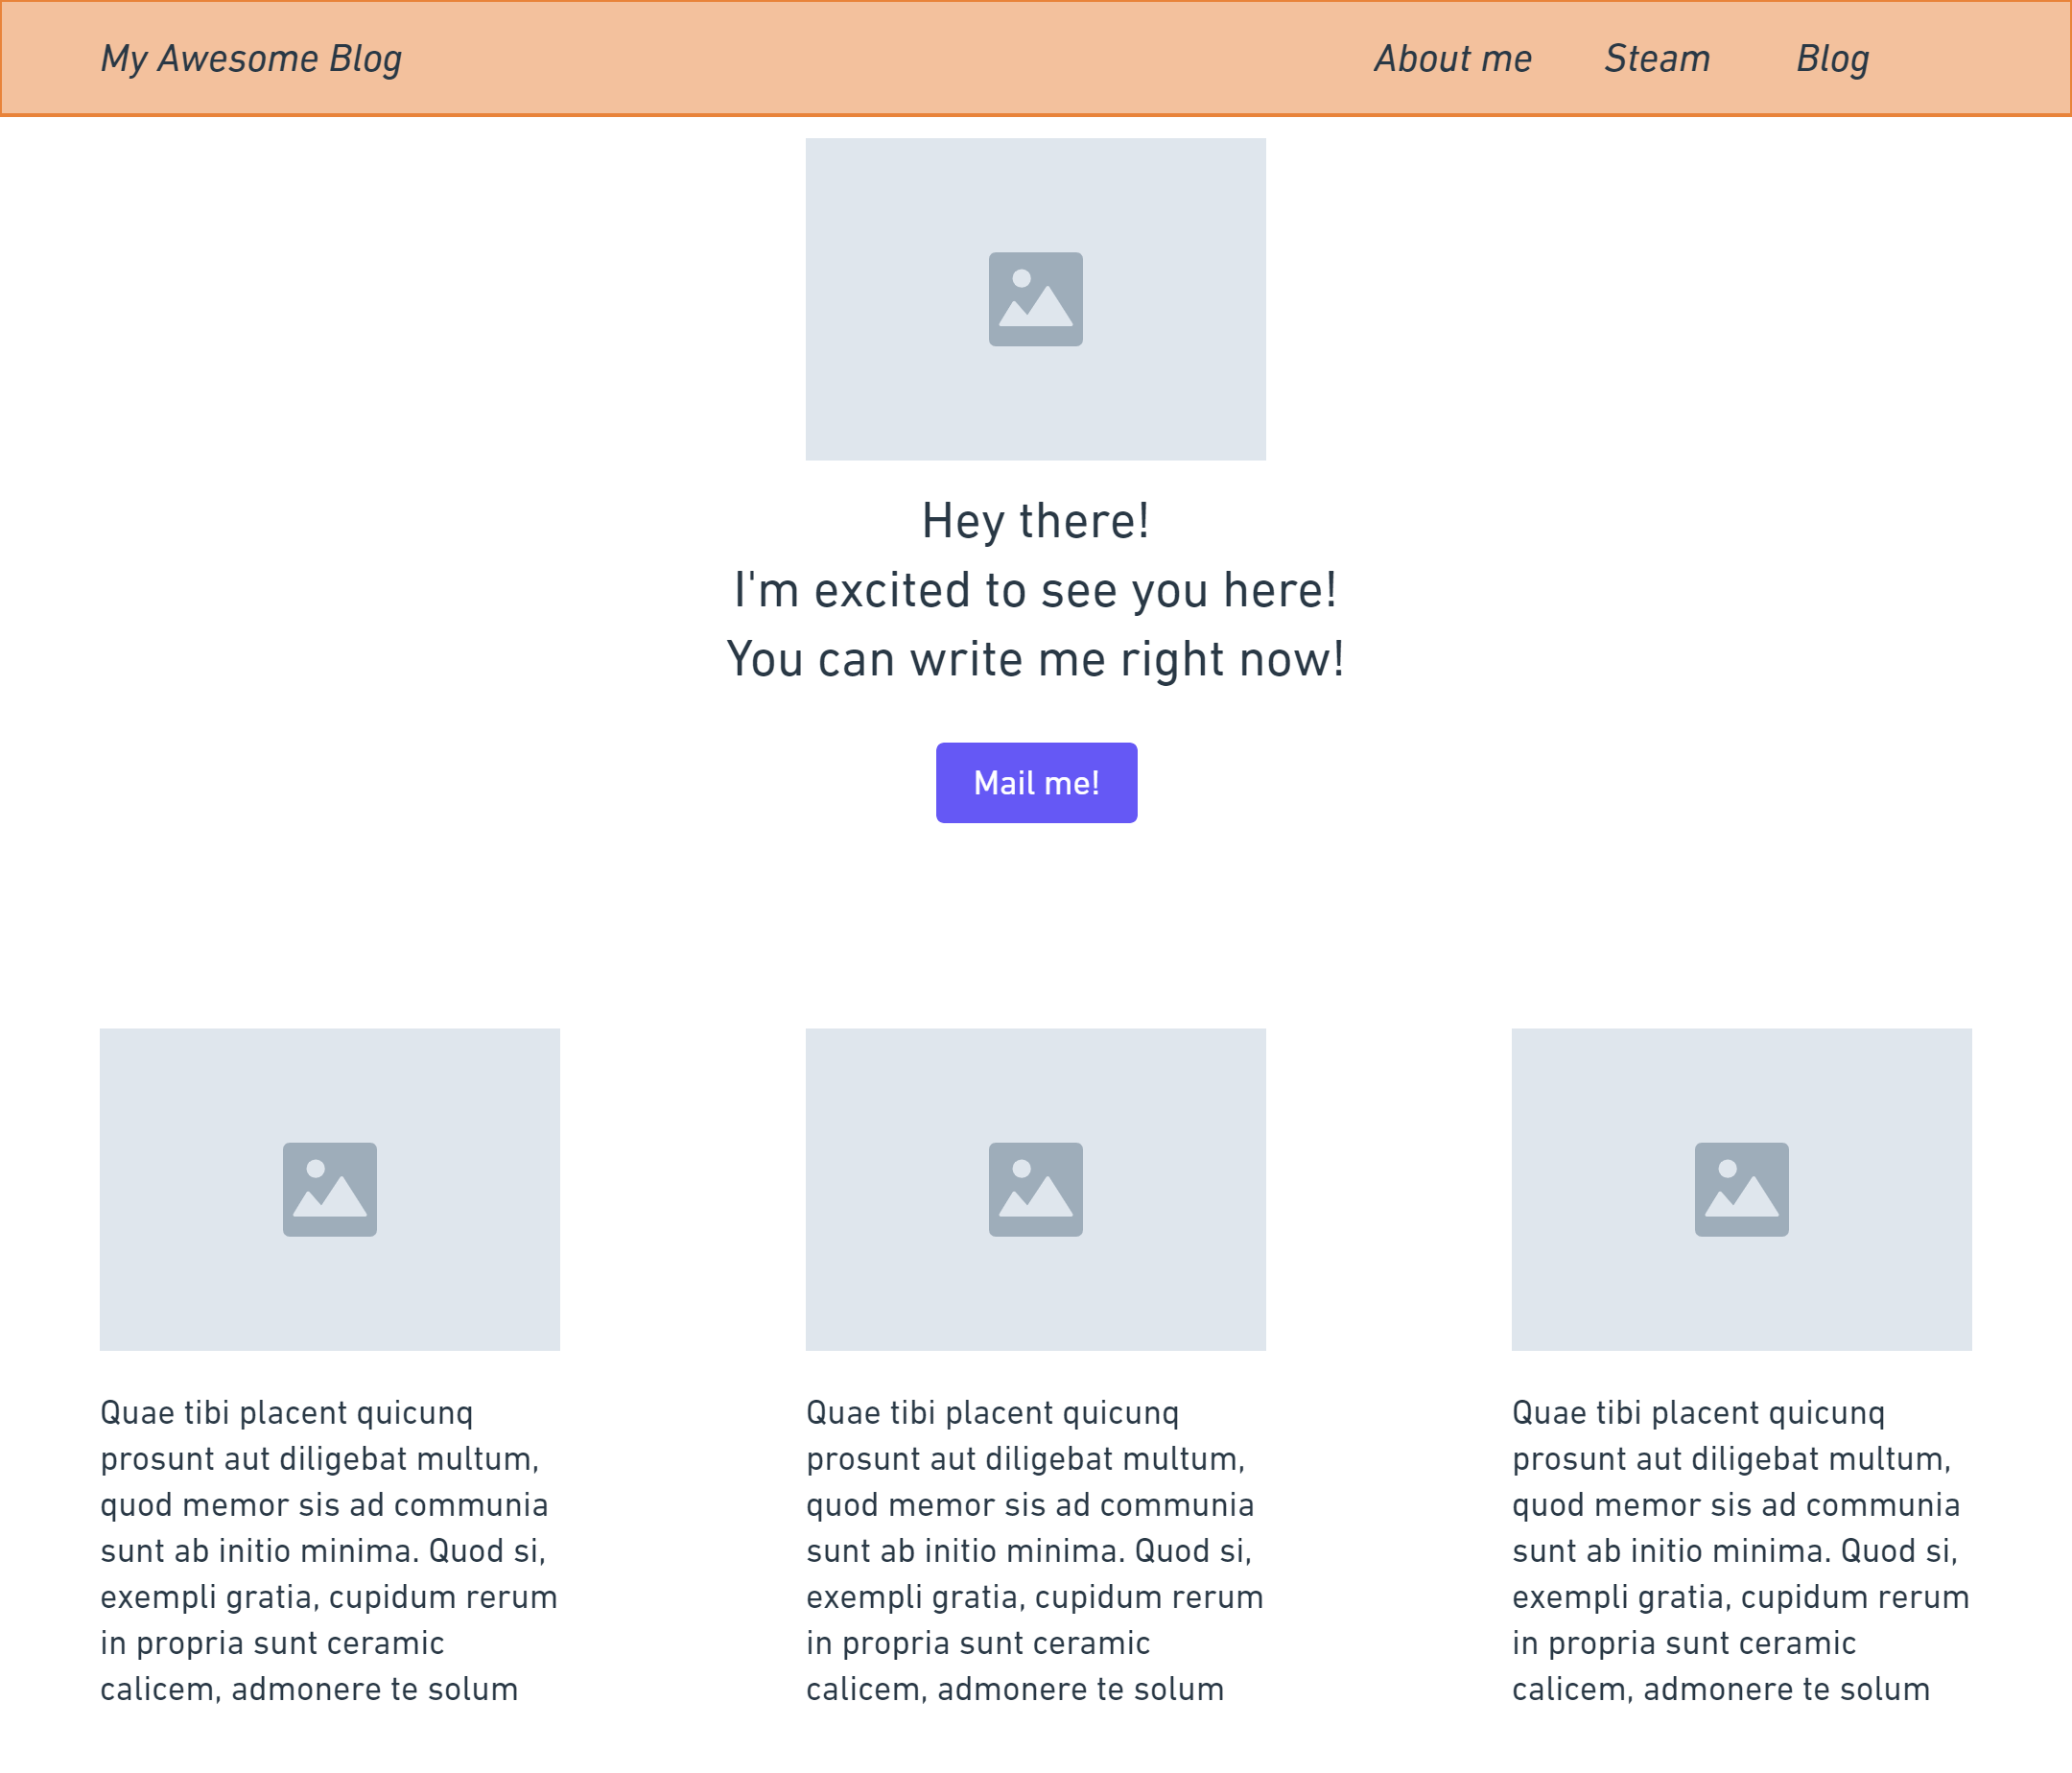 My Awesome Blog
About me
Steam
Blog
Hey there!
I'm excited to see you here!
You can write me right now!
Mail me!
Quae tibi placent quicunq
prosunt aut diligebat multum,
quod memor sis ad communia
sunt ab initio minima. Quod si,
exempli gratia, cupidum rerum
in propria sunt ceramic
calicem, admonere te solum
Quae tibi placent quicunq
prosunt aut diligebat multum,
quod memor sis ad communia
sunt ab initio minima. Quod si,
exempli gratia, cupidum rerum
in propria sunt ceramic
calicem, admonere te solum
Quae tibi placent quicunq
prosunt aut diligebat multum,
quod memor sis ad communia
sunt ab initio minima. Quod si,
exempli gratia, cupidum rerum
in propria sunt ceramic
calicem, admonere te solum